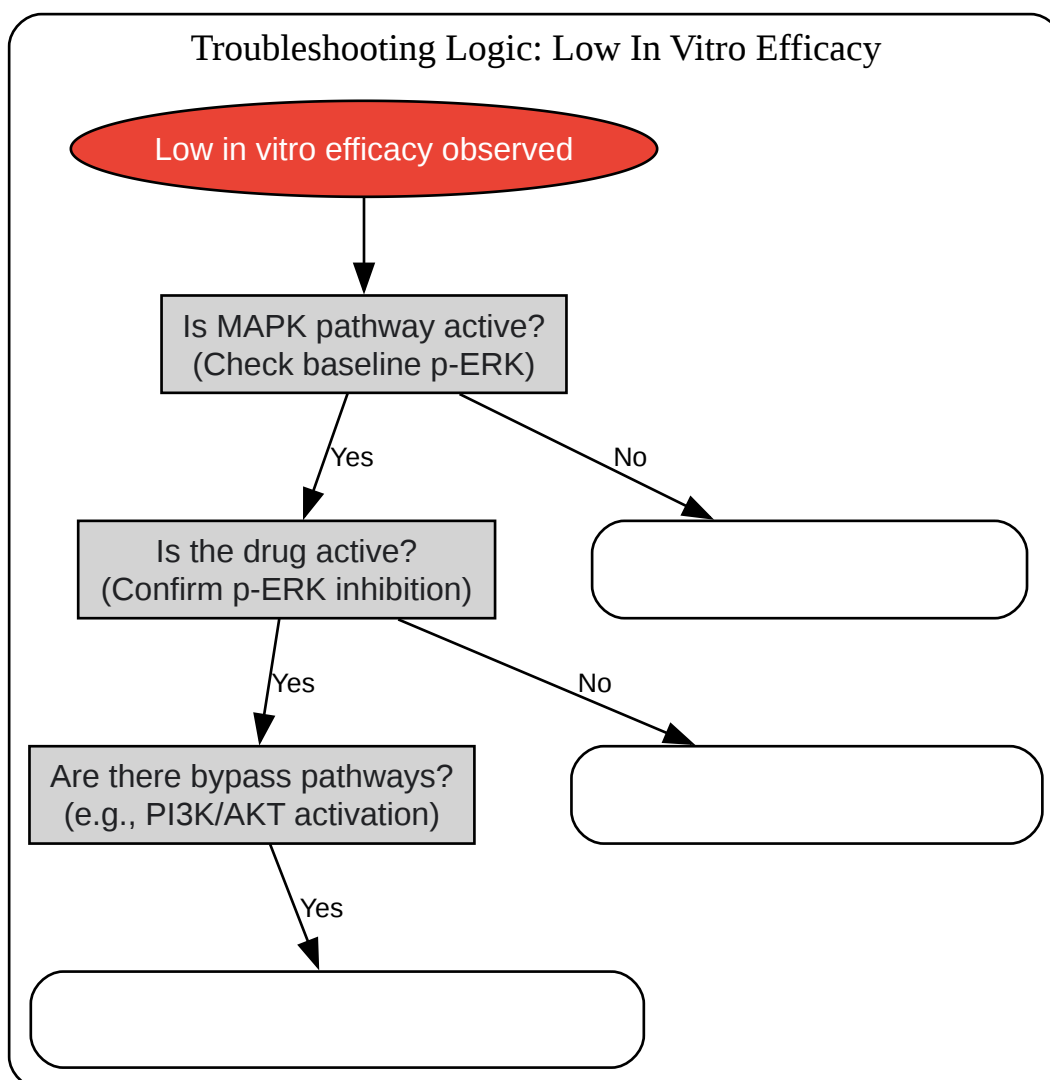 Troubleshooting Logic: Low In Vitro Efficacy
Low in vitro efficacy observed
Is MAPK pathway active?
(Check baseline p-ERK)
Yes
No
Is the drug active?
(Confirm p-ERK inhibition)
Yes
No
Are there bypass pathways?
(e.g., PI3K/AKT activation)
Yes